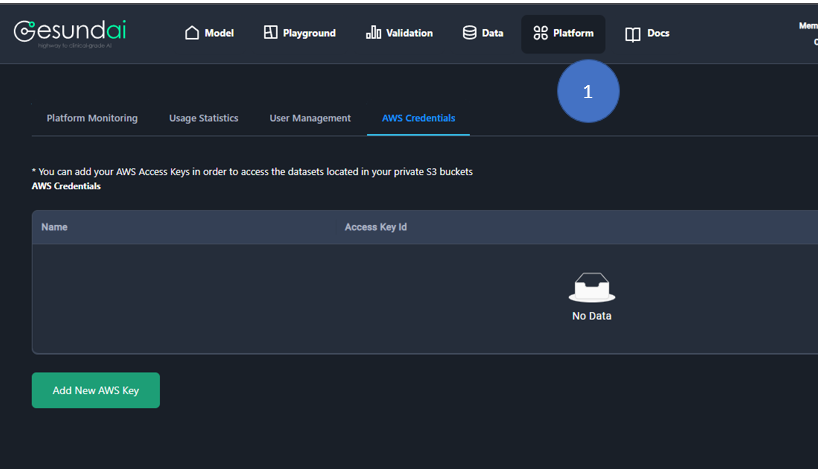 Gesundai
highway to clinical-grade AI
Model
Playground
Validation
Data
Platform
Docs
Mem
1
Platform Monitoring
Usage Statistics
User Management
AWS Credentials
* You can add your AWS Access Keys in order to access the datasets located in your private S3 buckets
AWS Credentials
Name
Access Key Id
No Data
Add New AWS Key